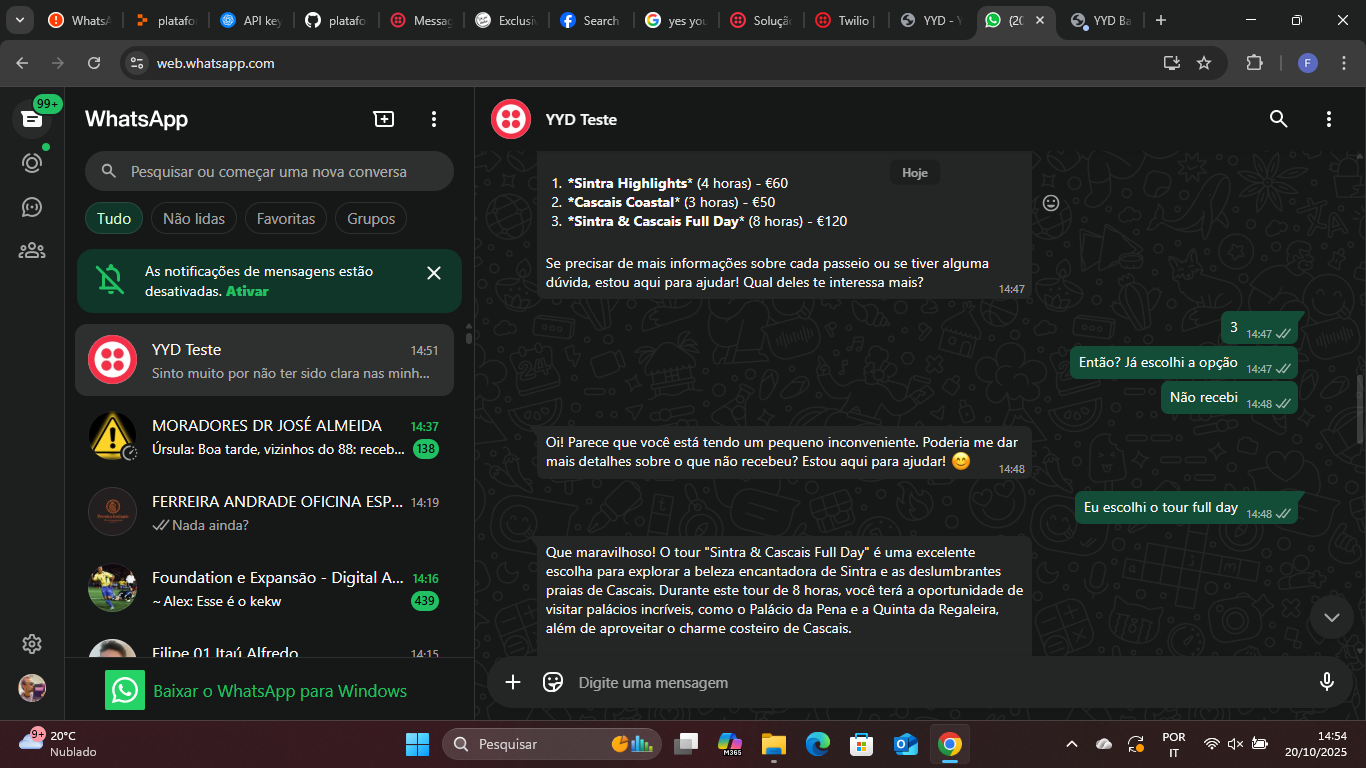 WhatsA
platafo
API key
platafo
Messag
Exclusiv
Search
yes you
Solução
Twilio |
YYD - Y
(20
YYD Ba
web.whatsapp.com
F
99+
WhatsApp
Pesquisar ou começar uma nova conversa
Tudo
Não lidas
Favoritas
Grupos
As notificações de mensagens estão
desativadas. Ativar
YYD Teste
14:51
Sinto muito por não ter sido clara nas minh...
MORADORES DR JOSÉ ALMEIDA
14:37
Úrsula: Boa tarde, vizinhos do 88: receb...
138
FERREIRA ANDRADE OFICINA ESP...
14:19
Nada ainda?
Foundation e Expansão - Digital A...
14:16
~ Alex: Esse é o kekw
439
Filipe 01 Itaú Alfredo
14:15
Baixar o WhatsApp para Windows
YYD Teste
Hoje
1. *Sintra Highlights* (4 horas) - €60
2. *Cascais Coastal* (3 horas) - €50
3. *Sintra & Cascais Full Day* (8 horas) - €120
Se precisar de mais informações sobre cada passeio ou se tiver alguma
dúvida, estou aqui para ajudar! Qual deles te interessa mais?
14:47
3 14:47
Então? Já escolhi a opção 14:47
Não recebi 14:48
Oi! Parece que você está tendo um pequeno inconveniente. Poderia me dar
mais detalhes sobre o que não recebeu? Estou aqui para ajudar! 😊
14:48
Eu escolhi o tour full day 14:48
Que maravilhoso! O tour "Sintra & Cascais Full Day" é uma excelente
escolha para explorar a beleza encantadora de Sintra e as deslumbrantes
praias de Cascais. Durante este tour de 8 horas, você terá a oportunidade de
visitar palácios incríveis, como o Palácio da Pena e a Quinta da Regaleira,
além de aproveitar o charme costeiro de Cascais.
Digite uma mensagem
9+
20°C
Nublado
Pesquisar
M365
POR
IT
14:54
20/10/2025